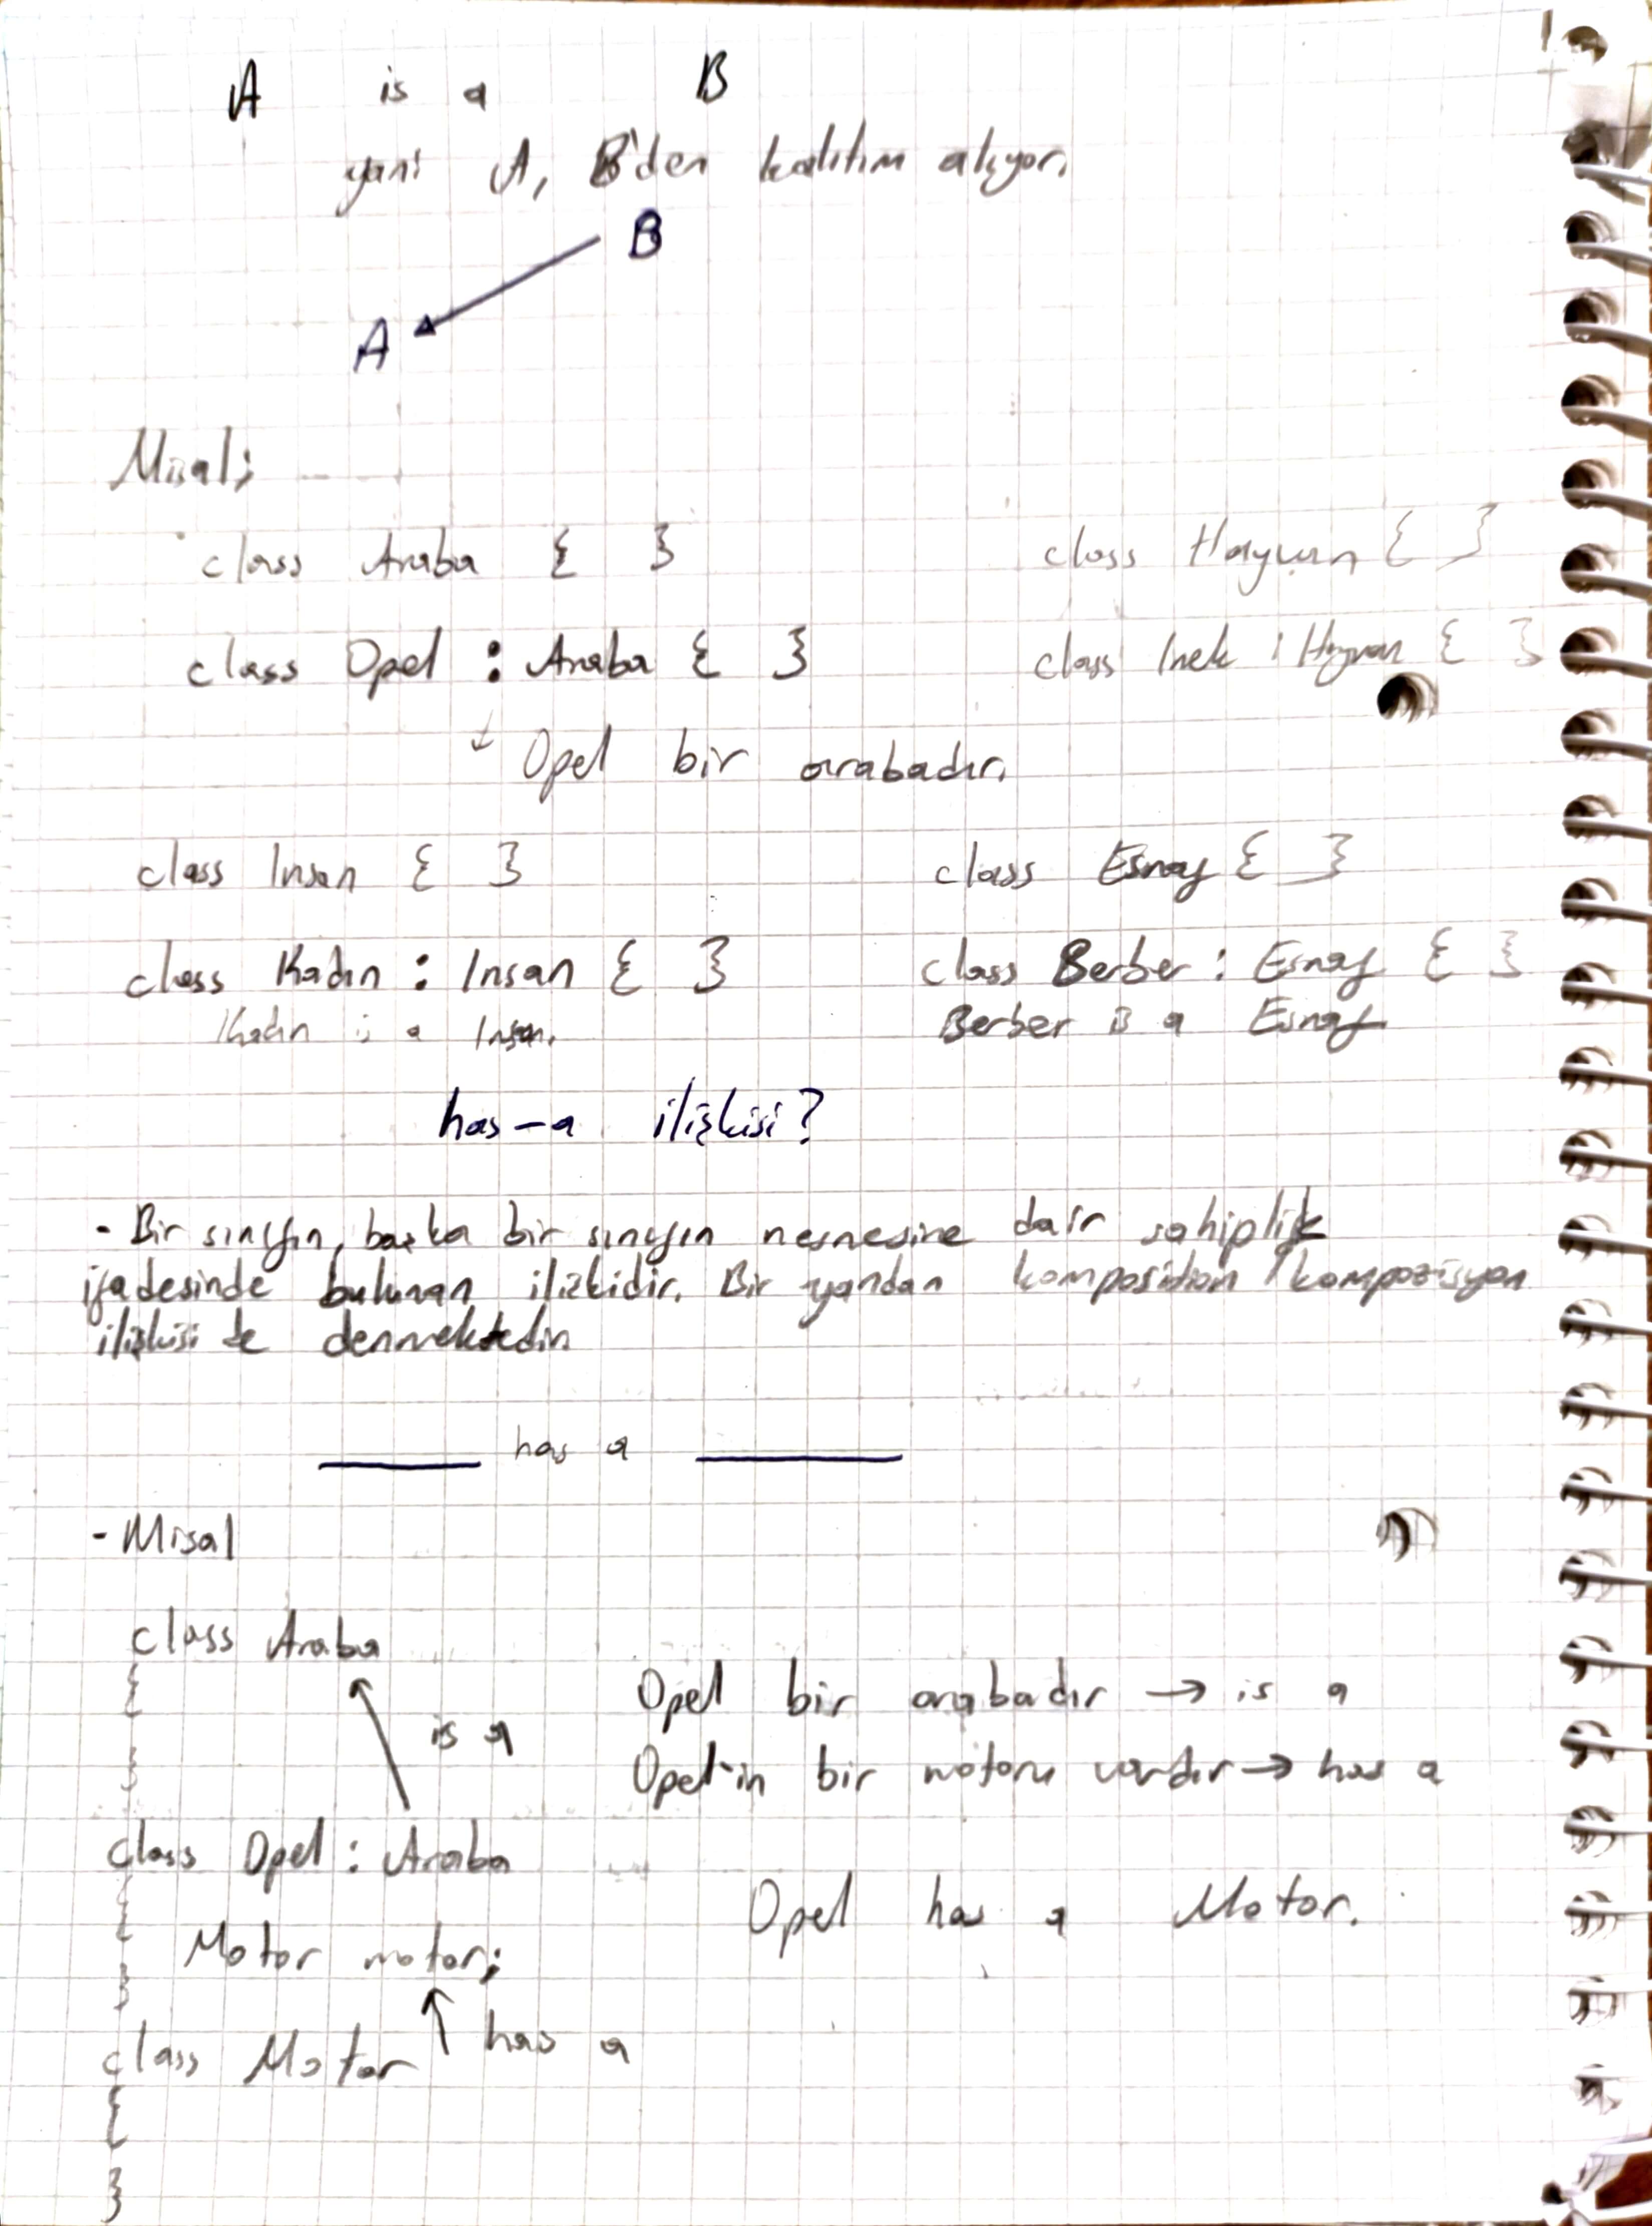 A is a B
yani A, B'den kalıtım alıyor.
B
A
Misal;
class Araba { }
class Hayvan { }
class Opel : Araba { }
class Inek : Hayvan { }
↓ Opel bir arabadır.
class Insan { }
class Esnaf { }
class Kadın : Insan { }
class Berber : Esnaf { }
Kadın is a Insan.
Berber is a Esnaf
has-a ilişkisi?
- Bir sınıfın, başka bir sınıfın nesnesine dair sahiplik
ifadesinde bulunan ilişkidir. Bir yandan komposition / kompozisyon
ilişkisi de denmektedir.
____ has a ____
- Misal
class Araba
{
is a
}
Opel bir arabadır → is a
Opel'in bir motoru vardır → has a
class Opel : Araba
{
Motor motor;
}
Opel has a Motor.
has a
class Motor
{
}